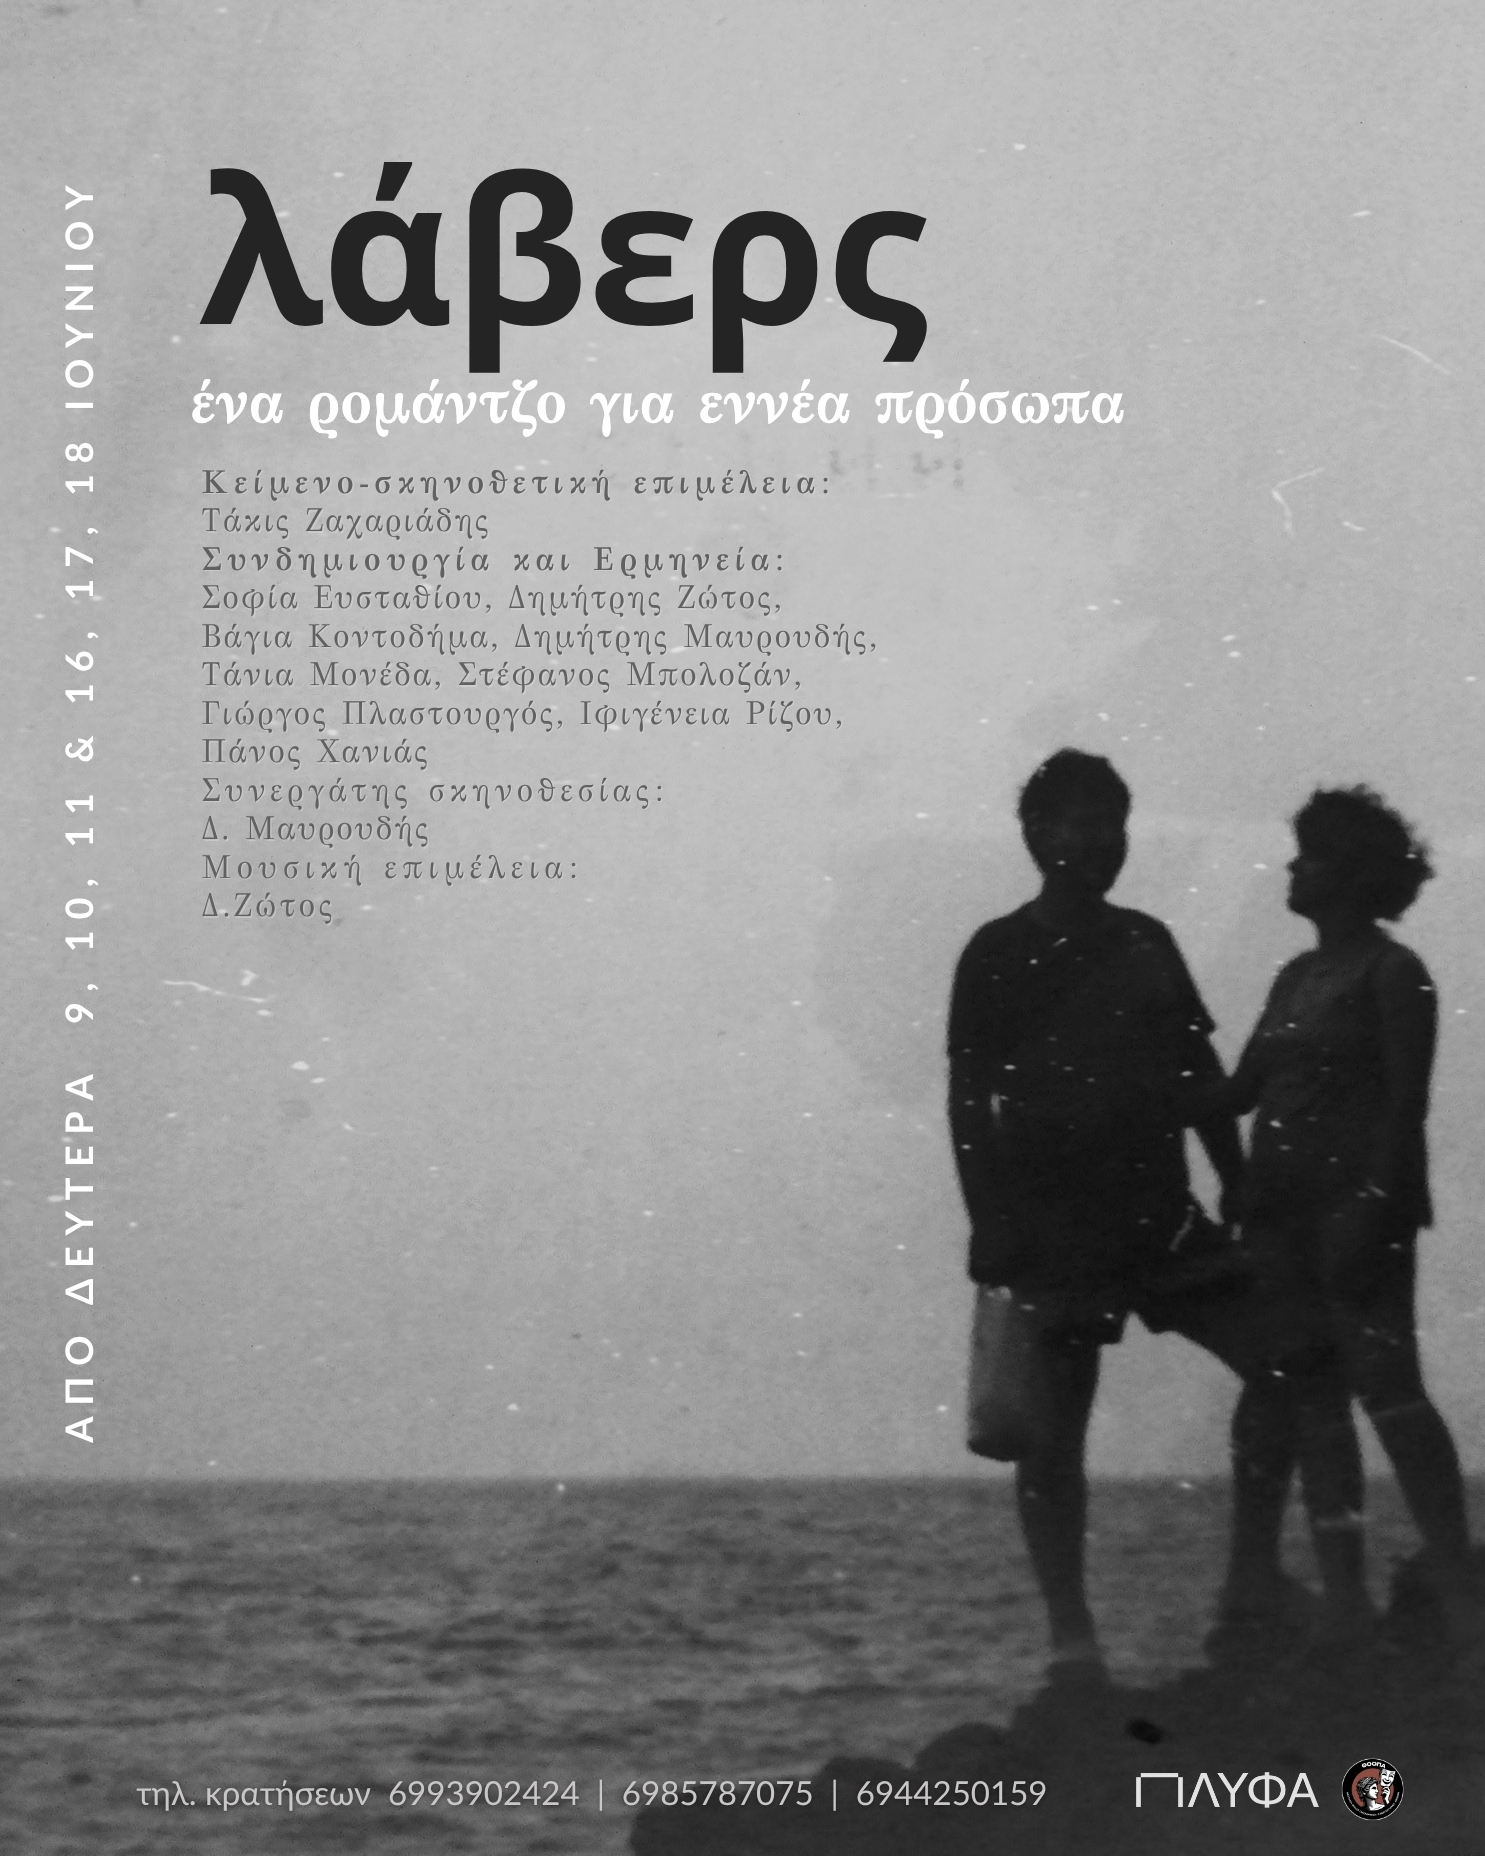 λάβερς
ένα ρομάντζο για εννέα πρόσωπα
Κείμενο-σκηνοθετική επιμέλεια:
Τάκις Ζαχαριάδης
Συνδημιουργία και Ερμηνεία:
Σοφία Ευσταθίου, Δημήτρης Ζώτος,
Βάγια Κοντοδήμα, Δημήτρης Μαυρουδής,
Τάνια Μονέδα, Στέφανος Μπολοζάν,
Γιώργος Πλαστουργός, Ιφιγένεια Ρίζου,
Πάνος Χανιάς
Συνεργάτης σκηνοθεσίας:
Δ. Μαυρουδής
Μουσική επιμέλεια:
Δ.Ζώτος
ΑΠΟ ΔΕΥΤΕΡΑ 9, 10, 11 & 16, 17, 18 ΙΟΥΝΙΟΥ
τηλ. κρατήσεων 6993902424 | 6985787075 | 6944250159
ΠΛΥΦΑ